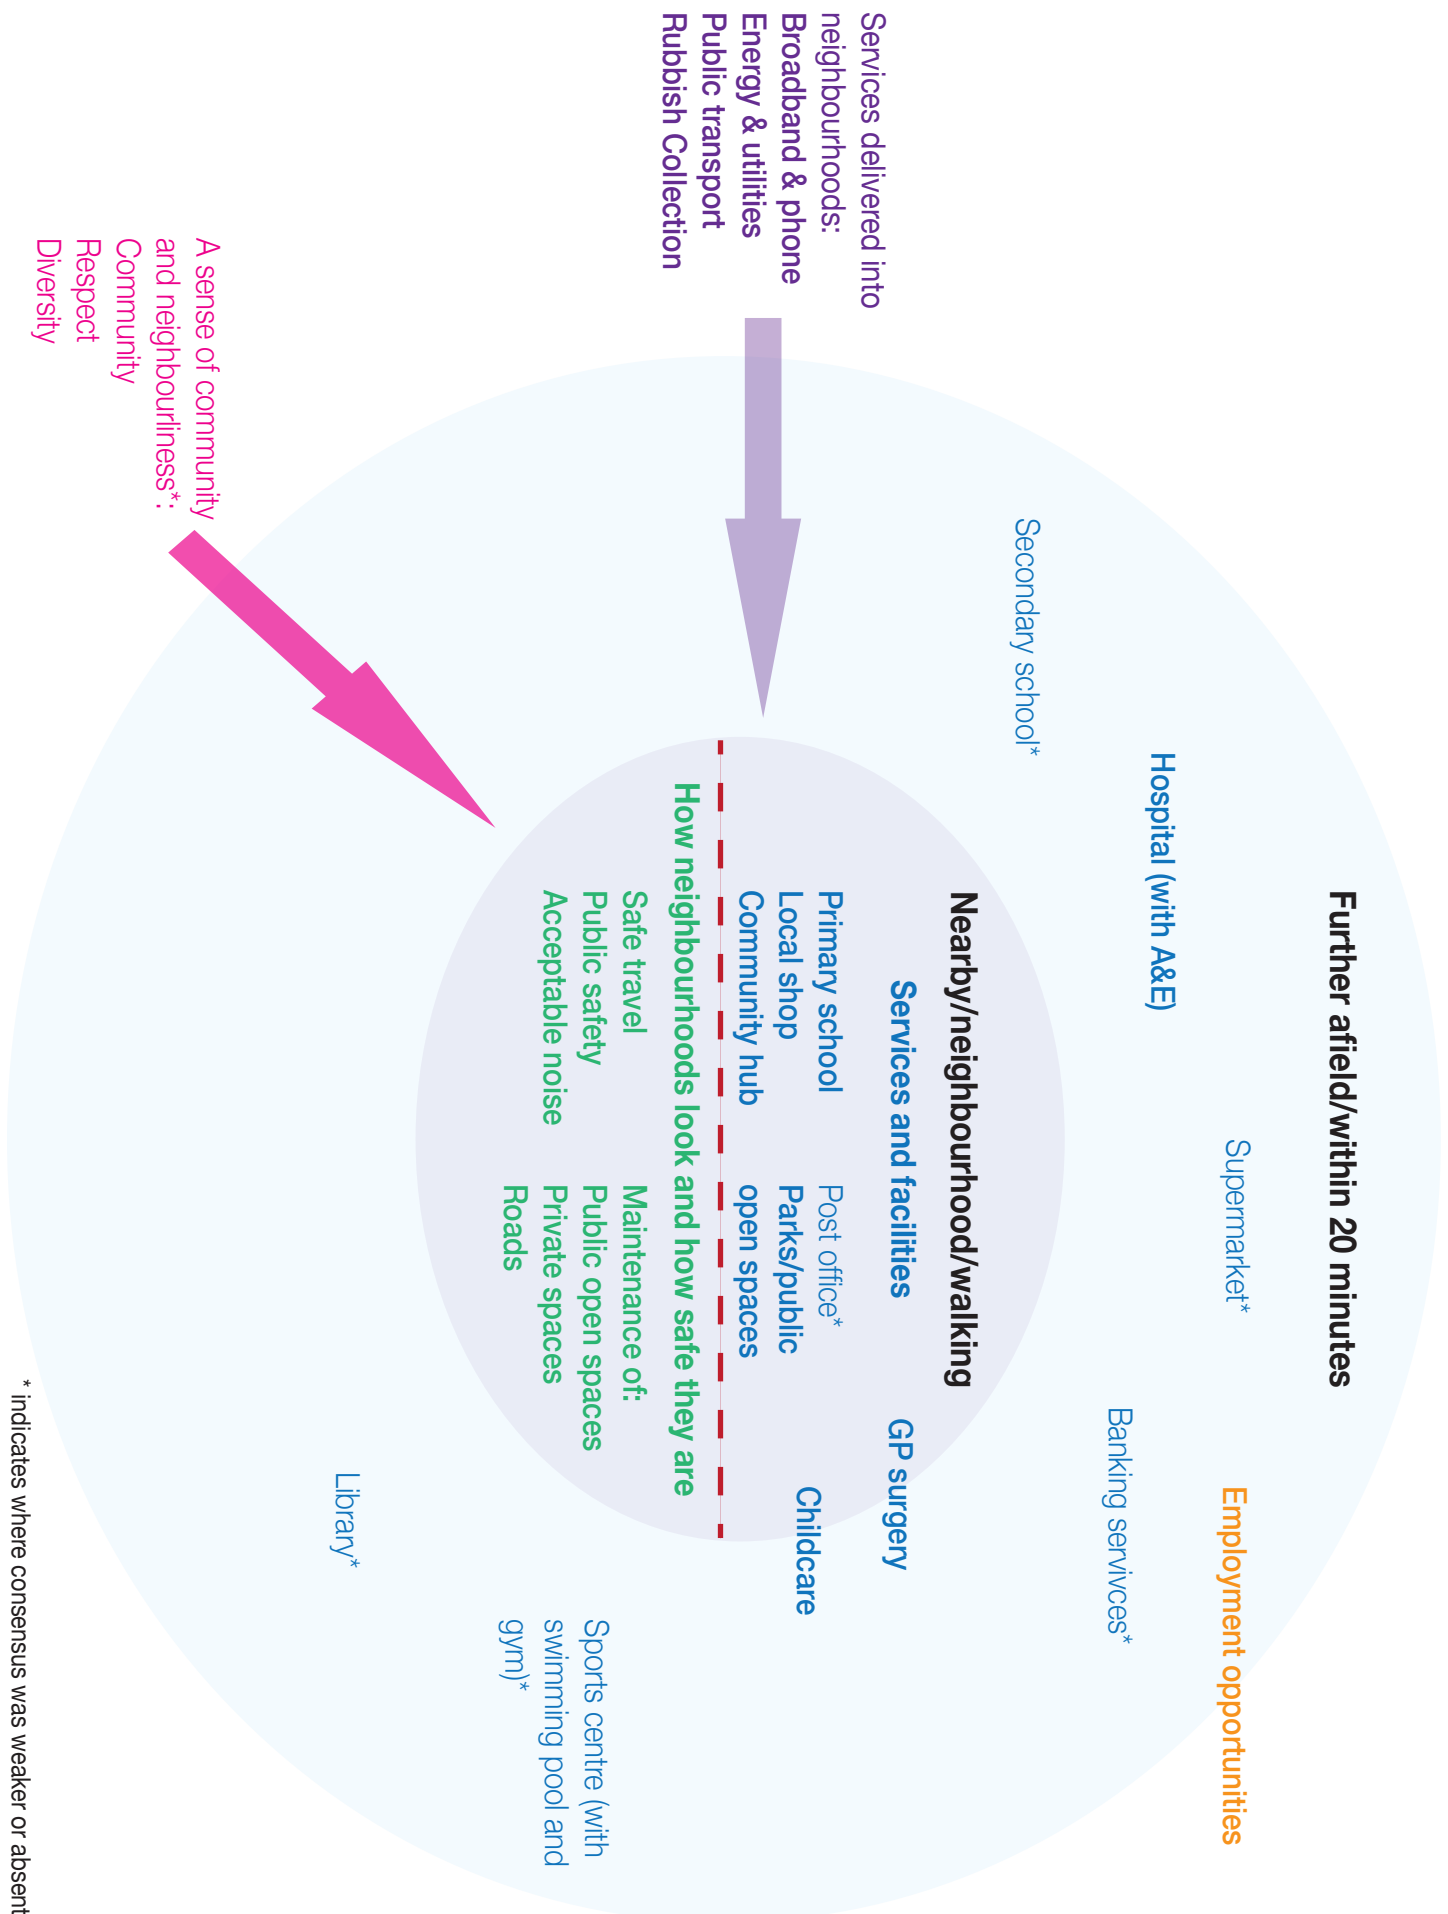 Further afield/within 20 minutes
Employment opportunities
Supermarket*
Hospital (with A&E)
Banking servivces*
Secondary school*
Nearby/neighbourhood/walking
Services and facilities
GP surgery
Primary school
Local shop
Community hub
Post office*
Parks/public
open spaces
Childcare
How neighbourhoods look and how safe they are
Safe travel
Public safety
Acceptable noise
Maintenance of:
Public open spaces
Private spaces
Roads
Services delivered into
neighbourhoods:
Broadband & phone
Energy & utilities
Public transport
Rubbish Collection
Sports centre (with
swimming pool and
gym)*
Library*
A sense of community
and neighbourliness*:
Community
Respect
Diversity
* indicates where consensus was weaker or absent